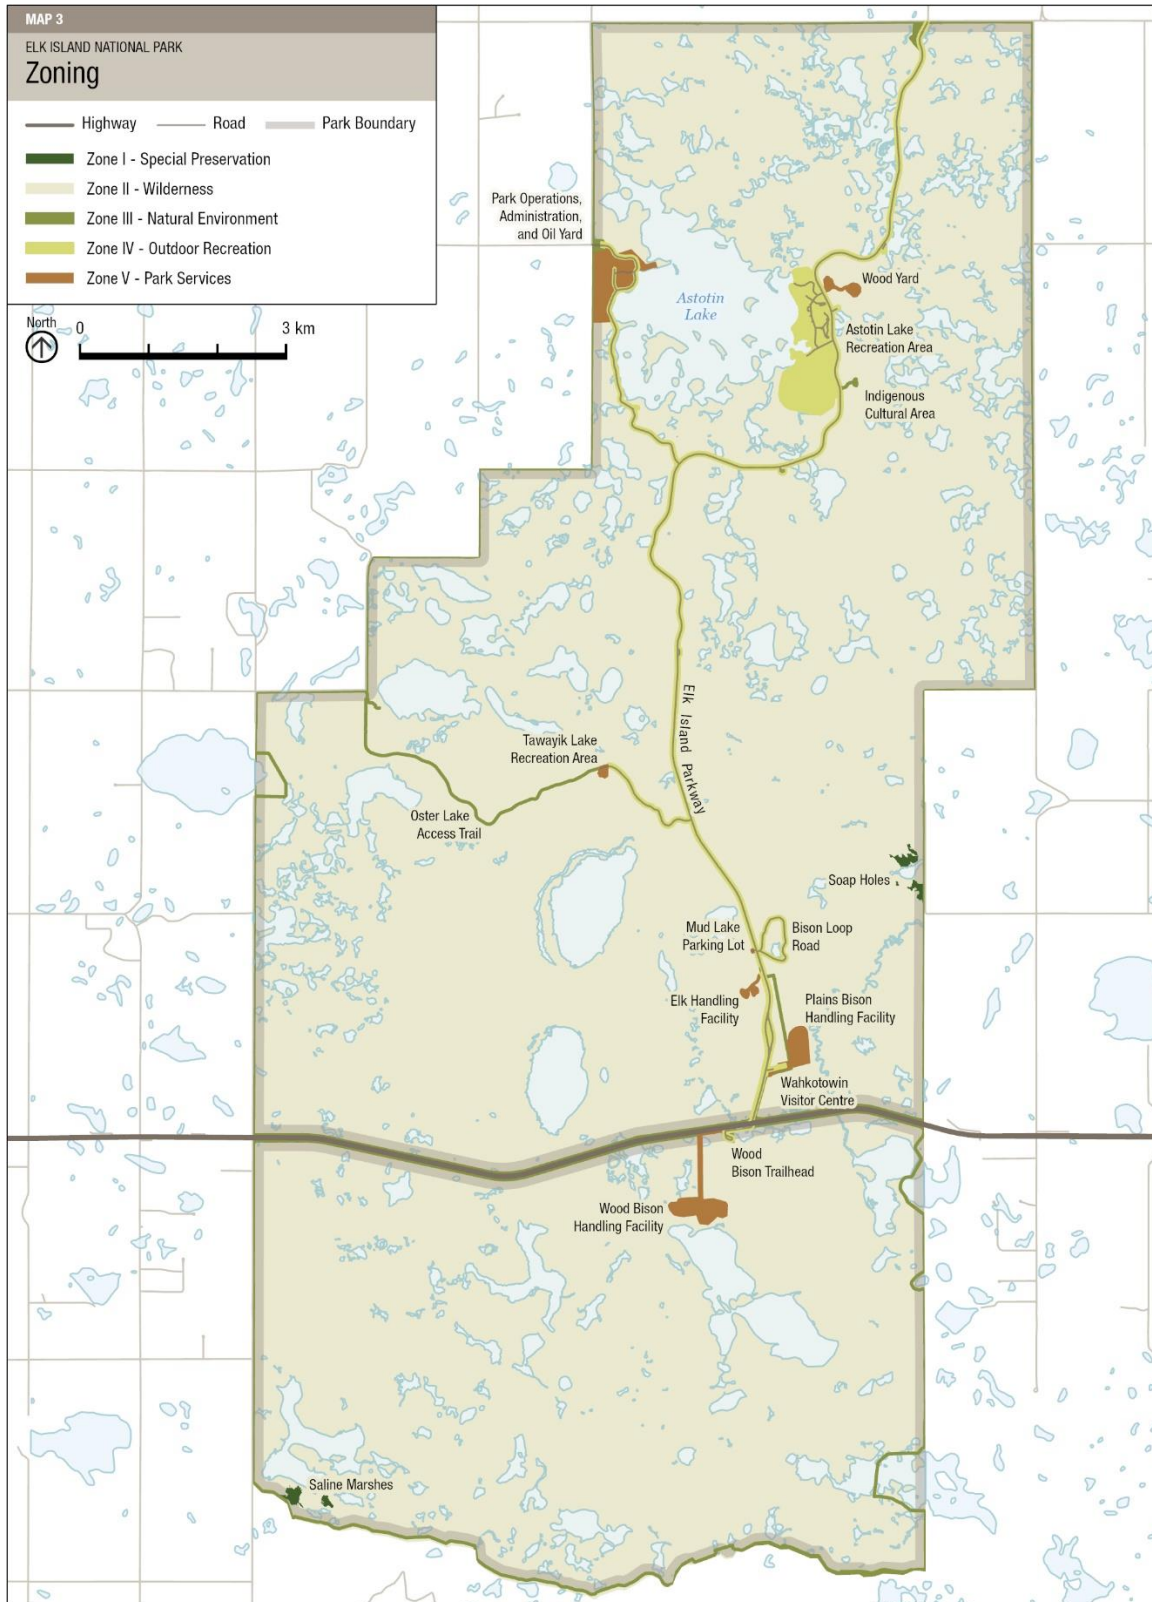 MAP 3
ELK ISLAND NATIONAL PARK
Zoning
Highway
Road
Park Boundary
Zone I - Special Preservation
Zone II - Wilderness
Zone III - Natural Environment
Zone IV - Outdoor Recreation
Zone V - Park Services
North
0
3 km
Park Operations,
Administration,
and Oil Yard
Astotin
Lake
Wood Yard
Astotin Lake
Recreation Area
Indigenous
Cultural Area
Elk Island Parkway
Tawayik Lake
Recreation Area
Oster Lake
Access Trail
Soap Holes
Mud Lake
Parking Lot
Bison Loop
Road
Elk Handling
Facility
Plains Bison
Handling Facility
Wahkotowin
Visitor Centre
Wood
Bison Trailhead
Wood Bison
Handling Facility
Saline Marshes